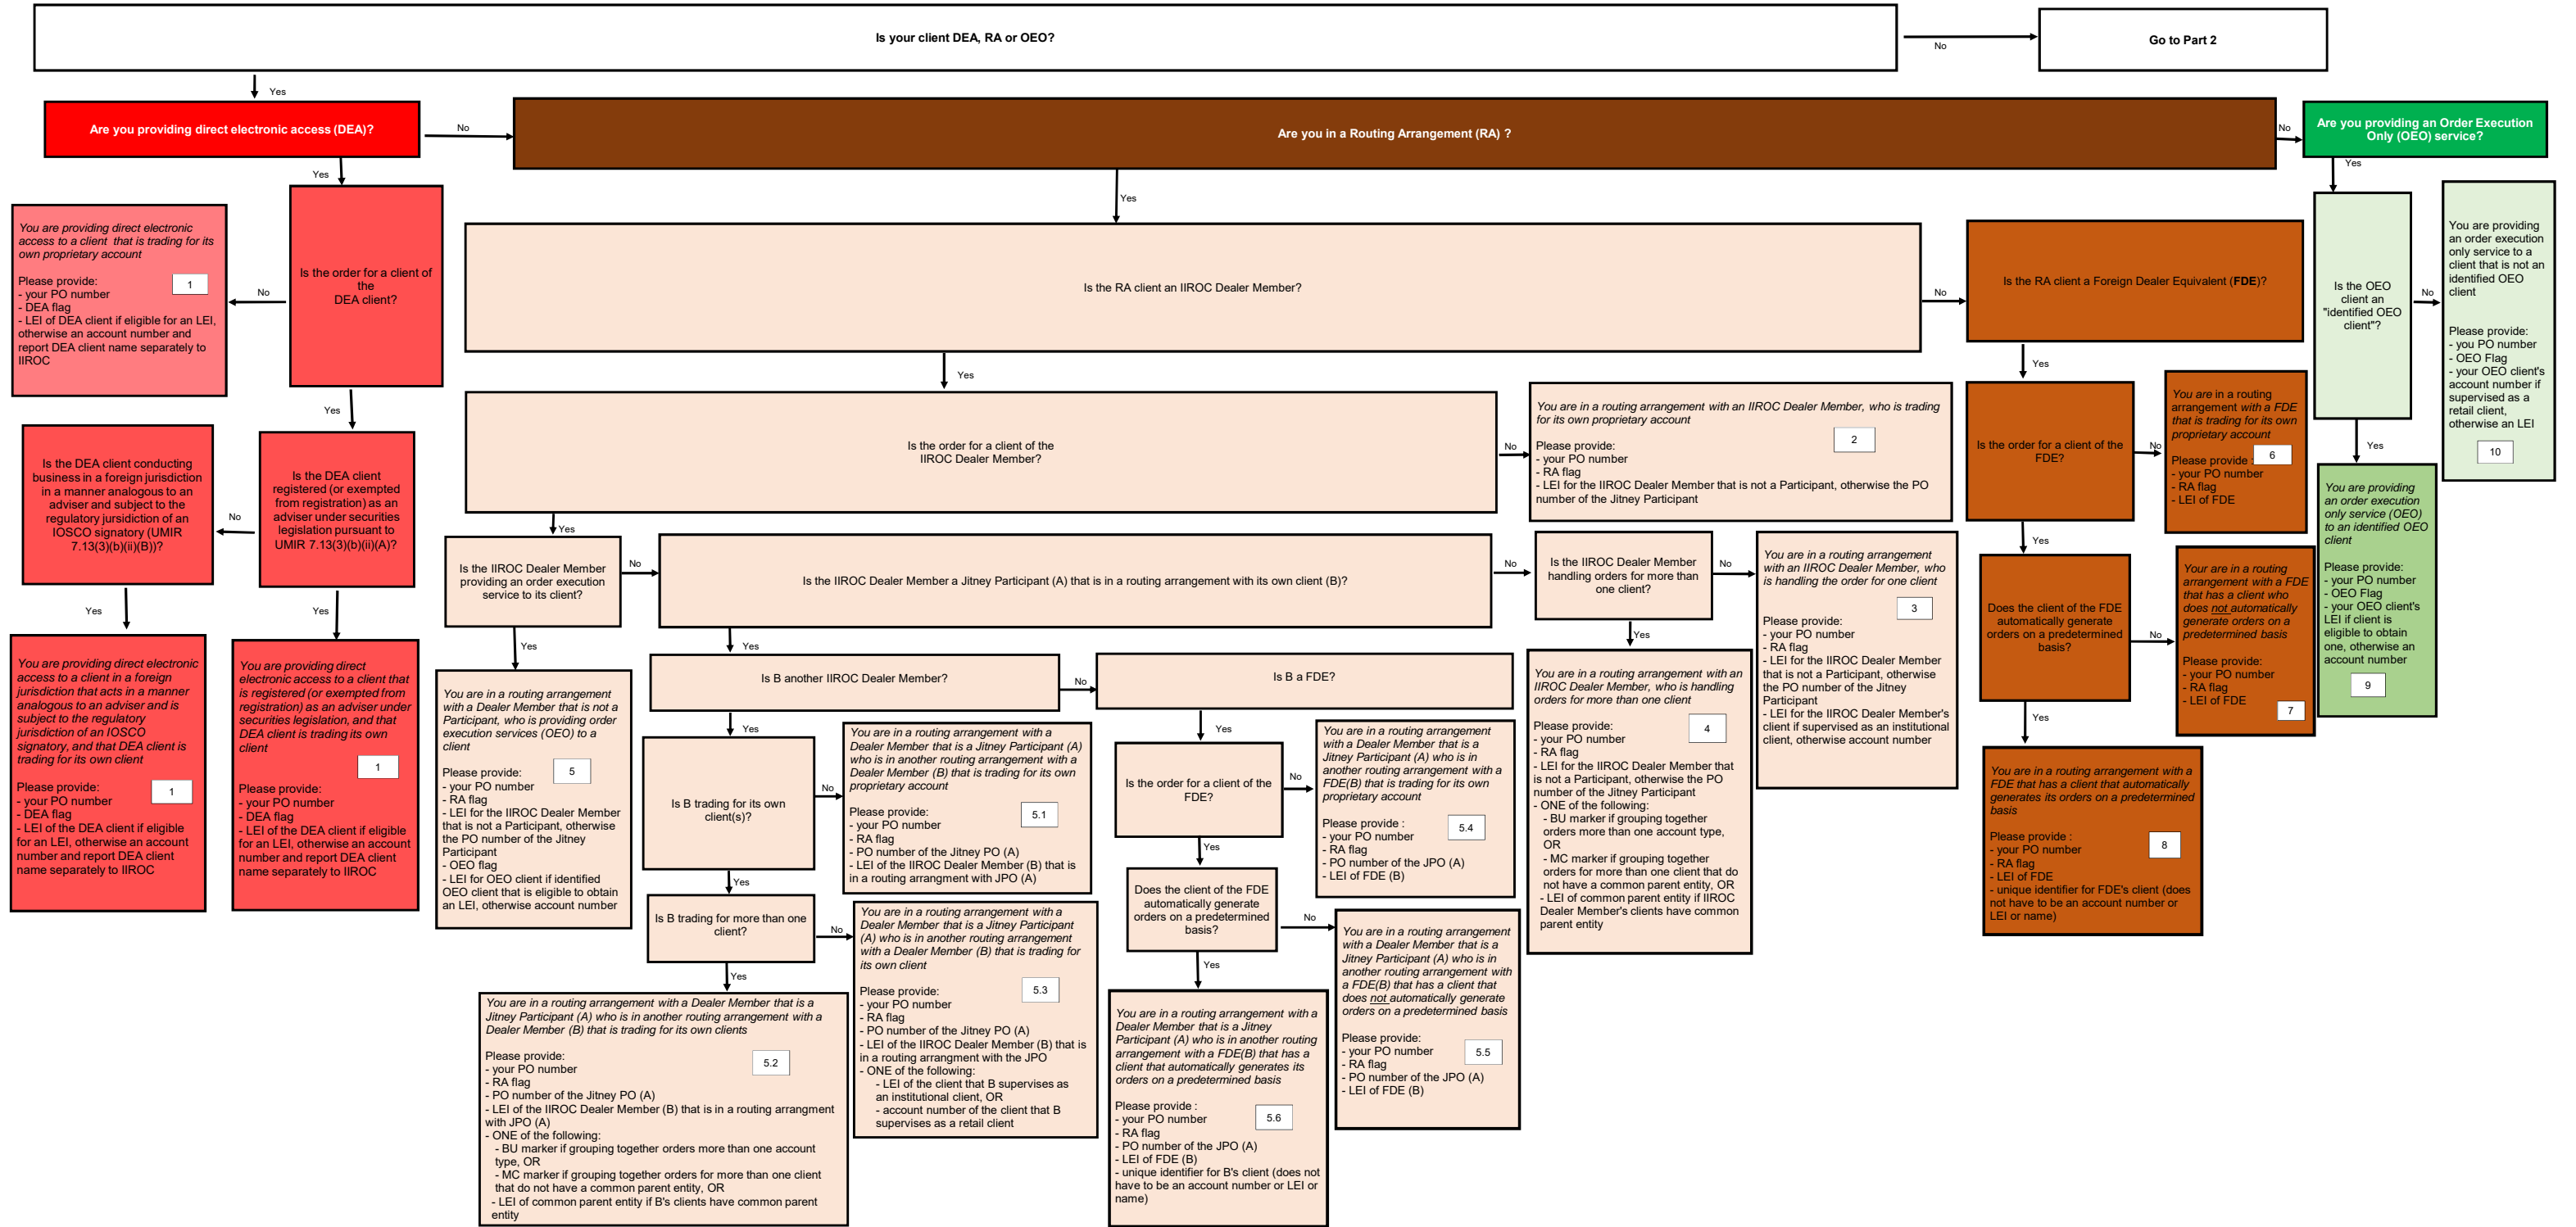 Is your client DEA, RA or OEO?
No
Go to Part 2
Yes
Are you providing direct electronic access (DEA)?
No
Are you in a Routing Arrangement (RA) ?
No
Are you providing an Order Execution
Only (OEO) service?
Yes
Yes
Yes
You are providing direct electronic
access to a client  that is trading for its
own proprietary account
Please provide:
1
- your PO number
- DEA flag
- LEI of DEA client if eligible for an LEI,
otherwise an account number and
report DEA client name separately to
IIROC
No
Is the order for a client of
the
DEA client?
Yes
Is the DEA client conducting
business in a foreign jurisdiction
in a manner analogous to an
adviser and subject to the
regulatory jursidiction of an
IOSCO signatory (UMIR
7.13(3)(b)(ii)(B))?
No
Is the DEA client
registered (or exempted
from registration) as an
adviser under securities
legislation pursuant to
UMIR 7.13(3)(b)(ii)(A)?
Yes
Yes
You are providing direct electronic
access to a client in a foreign
jurisdiction that acts in a manner
analogous to an adviser and is
subject to the regulatory
jurisdiction of an IOSCO
signatory, and that DEA client is
trading for its own client
Please provide:
1
- your PO number
- DEA flag
- LEI of the DEA client if eligible
for an LEI, otherwise an account
number and report DEA client
name separately to IIROC
You are providing direct
electronic access to a client that
is registered (or exempted from
registration) as an adviser under
securities legislation, and that
DEA client is trading its own
client
1
Please provide:
- your PO number
- DEA flag
- LEI of the DEA client if eligible
for an LEI, otherwise an account
number and report DEA client
name separately to IIROC
Is the RA client an IIROC Dealer Member?
No
Is the RA client a Foreign Dealer Equivalent (FDE)?
Yes
Yes
Is the order for a client of the
IIROC Dealer Member?
No
You are in a routing arrangement with an IIROC Dealer Member, who is trading
for its own proprietary account
2
Please provide:
- your PO number
- RA flag
- LEI for the IIROC Dealer Member that is not a Participant, otherwise the PO
number of the Jitney Participant
Yes
Is the IIROC Dealer Member
providing an order execution
service to its client?
No
Is the IIROC Dealer Member a Jitney Participant (A) that is in a routing arrangement with its own client (B)?
No
Is the IIROC Dealer Member
handling orders for more than
one client?
No
You are in a routing arrangement
with an IIROC Dealer Member, who
is handling the order for one client
3
Please provide:
- your PO number
- RA flag
- LEI for the IIROC Dealer Member
that is not a Participant, otherwise
the PO number of the Jitney
Participant
- LEI for the IIROC Dealer Member's
client if supervised as an institutional
client, otherwise account number
Yes
Yes
Yes
You are in a routing arrangement
with a Dealer Member that is not a
Participant, who is providing order
execution services (OEO) to a
client
Please provide:
5
- your PO number
- RA flag
- LEI for the IIROC Dealer Member
that is not a Participant, otherwise
the PO number of the Jitney
Participant
- OEO flag
- LEI for OEO client if identified
OEO client that is eligible to obtain
an LEI, otherwise account number
Is B another IIROC Dealer Member?
No
Is B a FDE?
Yes
Yes
Is B trading for its own
client(s)?
No
You are in a routing arrangement with a
Dealer Member that is a Jitney Participant (A)
who is in another routing arrangement with a
Dealer Member (B) that is trading for its own
proprietary account
Please provide:
5.1
- your PO number
- RA flag
- PO number of the Jitney PO (A)
- LEI of the IIROC Dealer Member (B) that is
in a routing arrangment with JPO (A)
Yes
Is B trading for more than one
client?
No
You are in a routing arrangement with a
Dealer Member that is a Jitney Participant
(A) who is in another routing arrangement
with a Dealer Member (B) that is trading for
its own client
Please provide:
5.3
- your PO number
- RA flag
- PO number of the Jitney PO (A)
- LEI of the IIROC Dealer Member (B) that is
in a routing arrangment with the JPO
- ONE of the following:
- LEI of the client that B supervises as
an institutional client, OR
- account number of the client that B
supervises as a retail client
Yes
You are in a routing arrangement with a Dealer Member that is a
Jitney Participant (A) who is in another routing arrangement with a
Dealer Member (B) that is trading for its own clients
Please provide:
5.2
- your PO number
- RA flag
- PO number of the Jitney PO (A)
- LEI of the IIROC Dealer Member (B) that is in a routing arrangment
with JPO (A)
- ONE of the following:
- BU marker if grouping together orders more than one account
type, OR
- MC marker if grouping together orders for more than one client
that do not have a common parent entity, OR
- LEI of common parent entity if B's clients have common parent
entity
Is the order for a client of the
FDE?
No
You are in a routing arrangement
with a Dealer Member that is a
Jitney Participant (A) who is in
another routing arrangement with a
FDE(B) that is trading for its own
proprietary account
Please provide :
5.4
- your PO number
- RA flag
- PO number of the JPO (A)
- LEI of FDE (B)
Yes
Does the client of the FDE
automatically generate
orders on a predetermined
basis?
No
You are in a routing arrangement
with a Dealer Member that is a
Jitney Participant (A) who is in
another routing arrangement with
a FDE(B) that has a client that
does not automatically generate
orders on a predetermined basis
Please provide:
5.5
- your PO number
- RA flag
- PO number of the JPO (A)
- LEI of FDE (B)
Yes
You are in a routing arrangement with a
Dealer Member that is a Jitney
Participant (A) who is in another routing
arrangement with a FDE(B) that has a
client that automatically generates its
orders on a predetermined basis
Please provide :
5.6
- your PO number
- RA flag
- PO number of the JPO (A)
- LEI of FDE (B)
- unique identifier for B's client (does not
have to be an account number or LEI or
name)
You are in a routing arrangement with an
IIROC Dealer Member, who is handling
orders for more than one client
Please provide:
4
- your PO number
- RA flag
- LEI for the IIROC Dealer Member that
is not a Participant, otherwise the PO
number of the Jitney Participant
- ONE of the following:
- BU marker if grouping together
orders more than one account type,
OR
- MC marker if grouping together
orders for more than one client that do
not have a common parent entity, OR
- LEI of common parent entity if IIROC
Dealer Member's clients have common
parent entity
Is the order for a client of the
FDE?
No
You are in a routing
arrangement with a FDE
that is trading for its own
proprietary account
Please provide :
6
- your PO number
- RA flag
- LEI of FDE
Yes
Does the client of the FDE
automatically generate
orders on a predetermined
basis?
No
Your are in a routing
arrangement with a FDE
that has a client who
does not automatically
generate orders on a
predetermined basis
Please provide:
- your PO number
- RA flag
- LEI of FDE
7
Yes
You are in a routing arrangement with a
FDE that has a client that automatically
generates its orders on a predetermined
basis
Please provide :
8
- your PO number
- RA flag
- LEI of FDE
- unique identifier for FDE's client (does
not have to be an account number or
LEI or name)
Is the OEO
client an
"identified OEO
client"?
No
You are providing
an order execution
only service to a
client that is not an
identified OEO
client
Please provide:
- you PO number
- OEO Flag
- your OEO client's
account number if
supervised as a
retail client,
otherwise an LEI
10
Yes
You are providing
an order execution
only service (OEO)
to an identified OEO
client
Please provide:
- your PO number
- OEO Flag
- your OEO client's
LEI if client is
eligible to obtain
one, otherwise an
account number
9